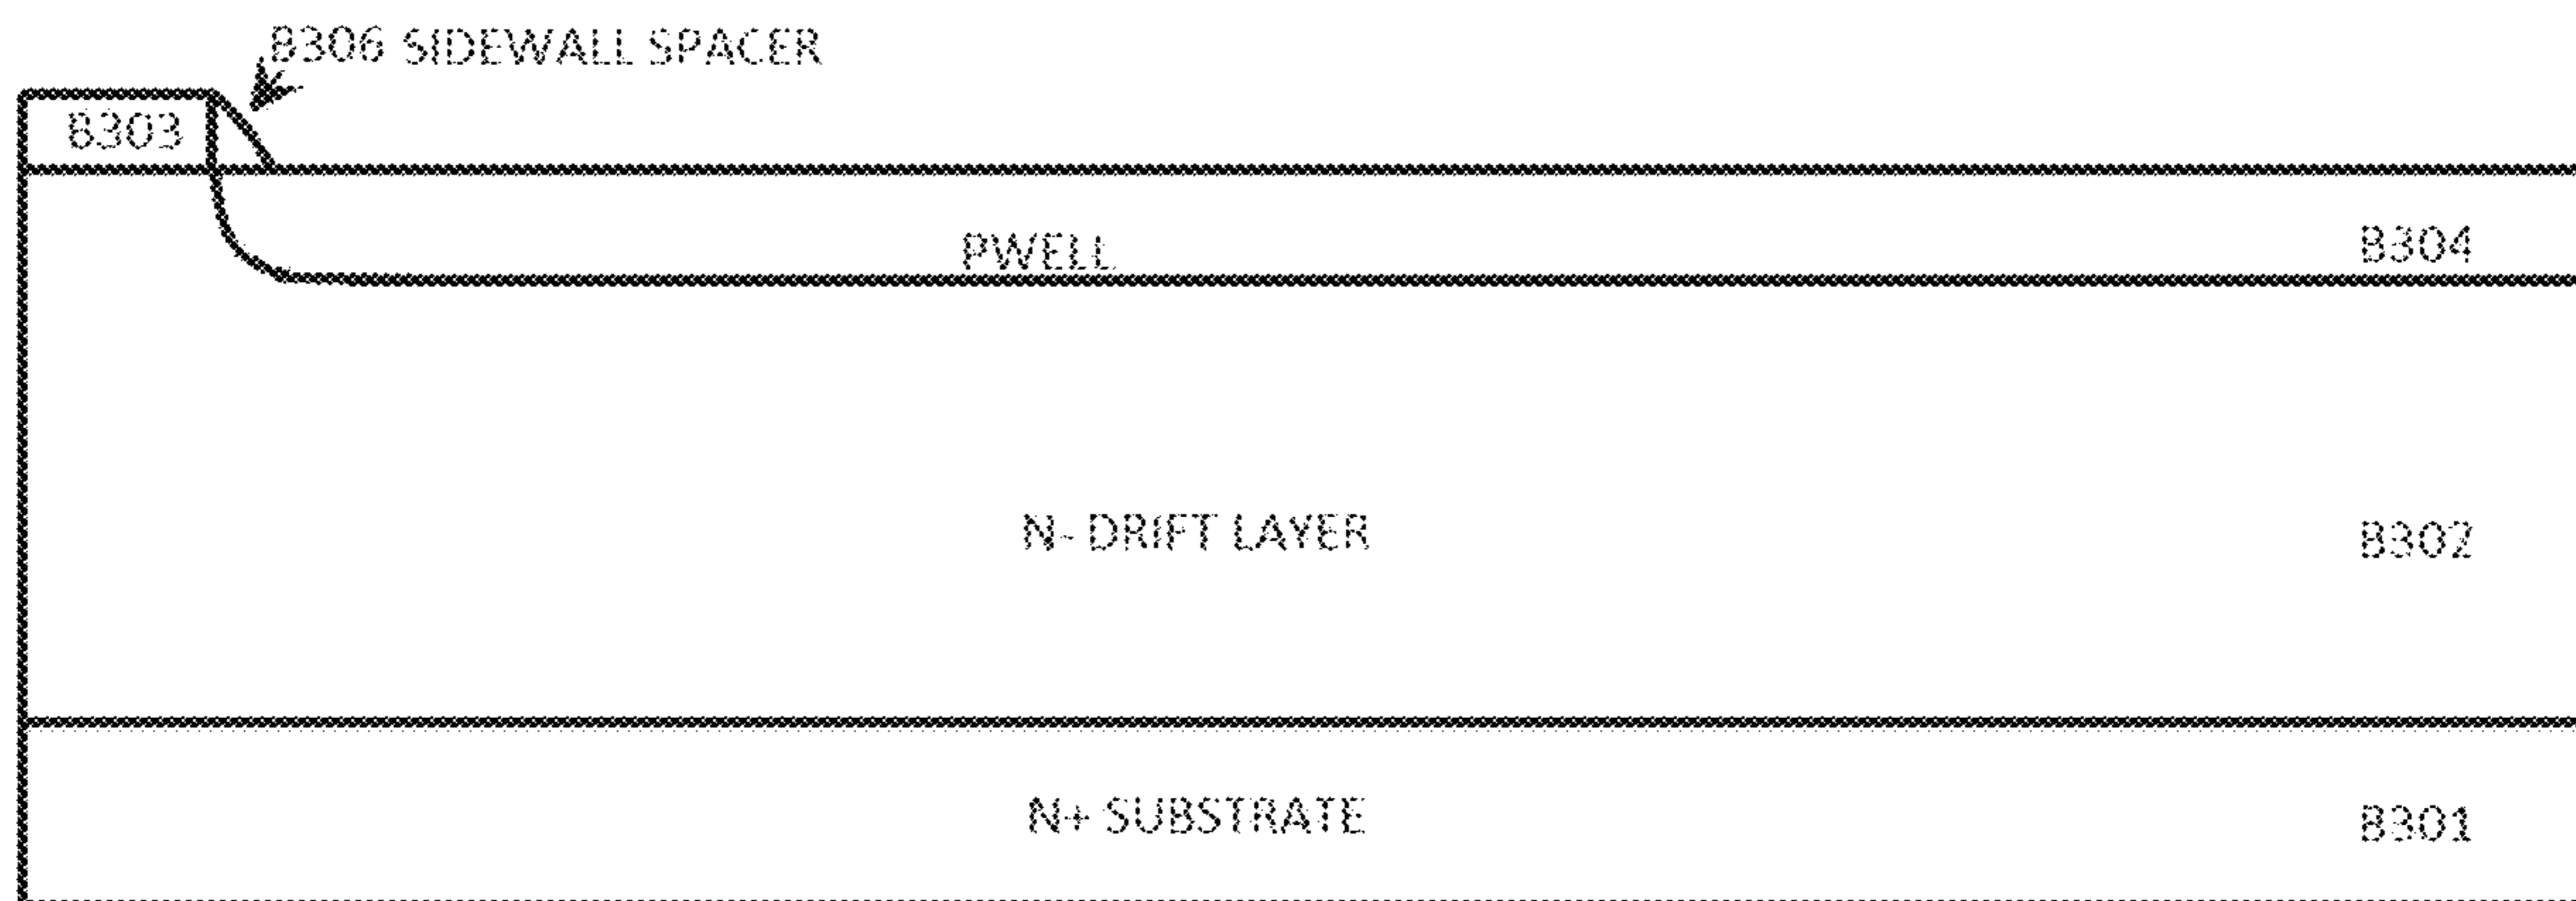 B306 SIDEWALL SPACER
B303
PWELL B304
N- DRIFT LAYER B302
N+ SUBSTRATE B301